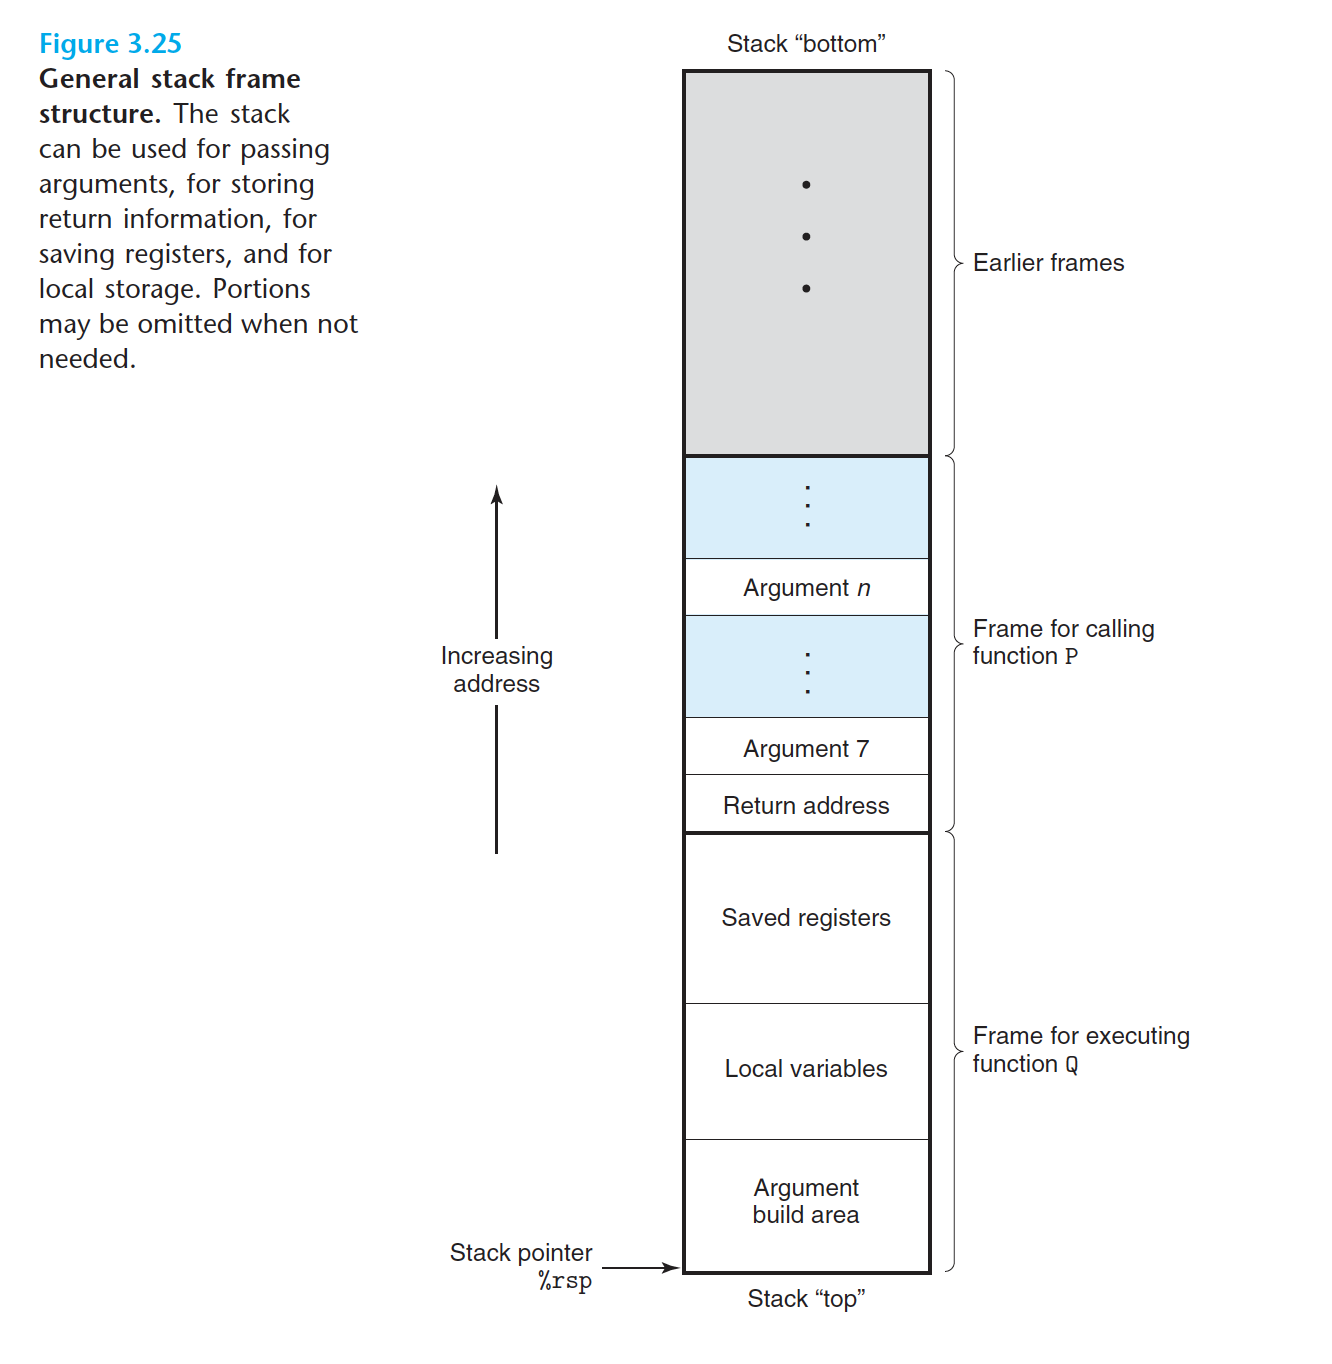 Figure 3.25
General stack frame
structure. The stack
can be used for passing
arguments, for storing
return information, for
saving registers, and for
local storage. Portions
may be omitted when not
needed.
Stack “bottom”
Earlier frames
Argument n
Frame for calling
function P
Increasing
address
Argument 7
Return address
Saved registers
Local variables
Frame for executing
function Q
Argument
build area
Stack pointer
%rsp
Stack “top”